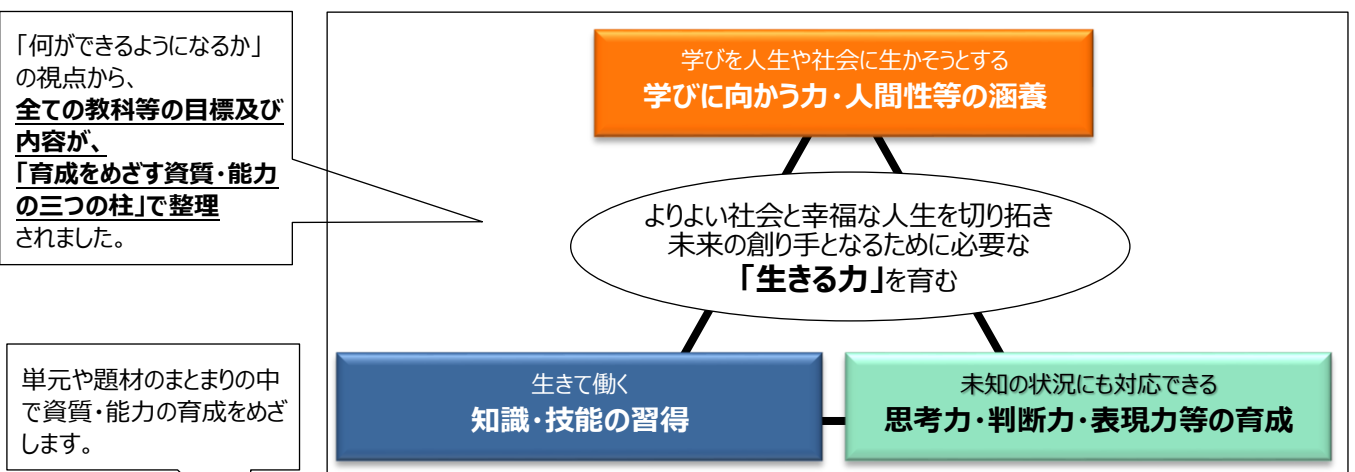 「何ができるようになるか」
の視点から、
全ての教科等の目標及び
内容が、
「育成をめざす資質・能力
の三つの柱」で整理
されました。
学びを人生や社会に生かそうとする
学びに向かう力・人間性等の涵養
よりよい社会と幸福な人生を切り拓き
未来の創り手となるために必要な
「生きる力」を育む
単元や題材のまとまりの中
で資質・能力の育成をめざ
します。
生きて働く
知識・技能の習得
未知の状況にも対応できる
思考力・判断力・表現力等の育成